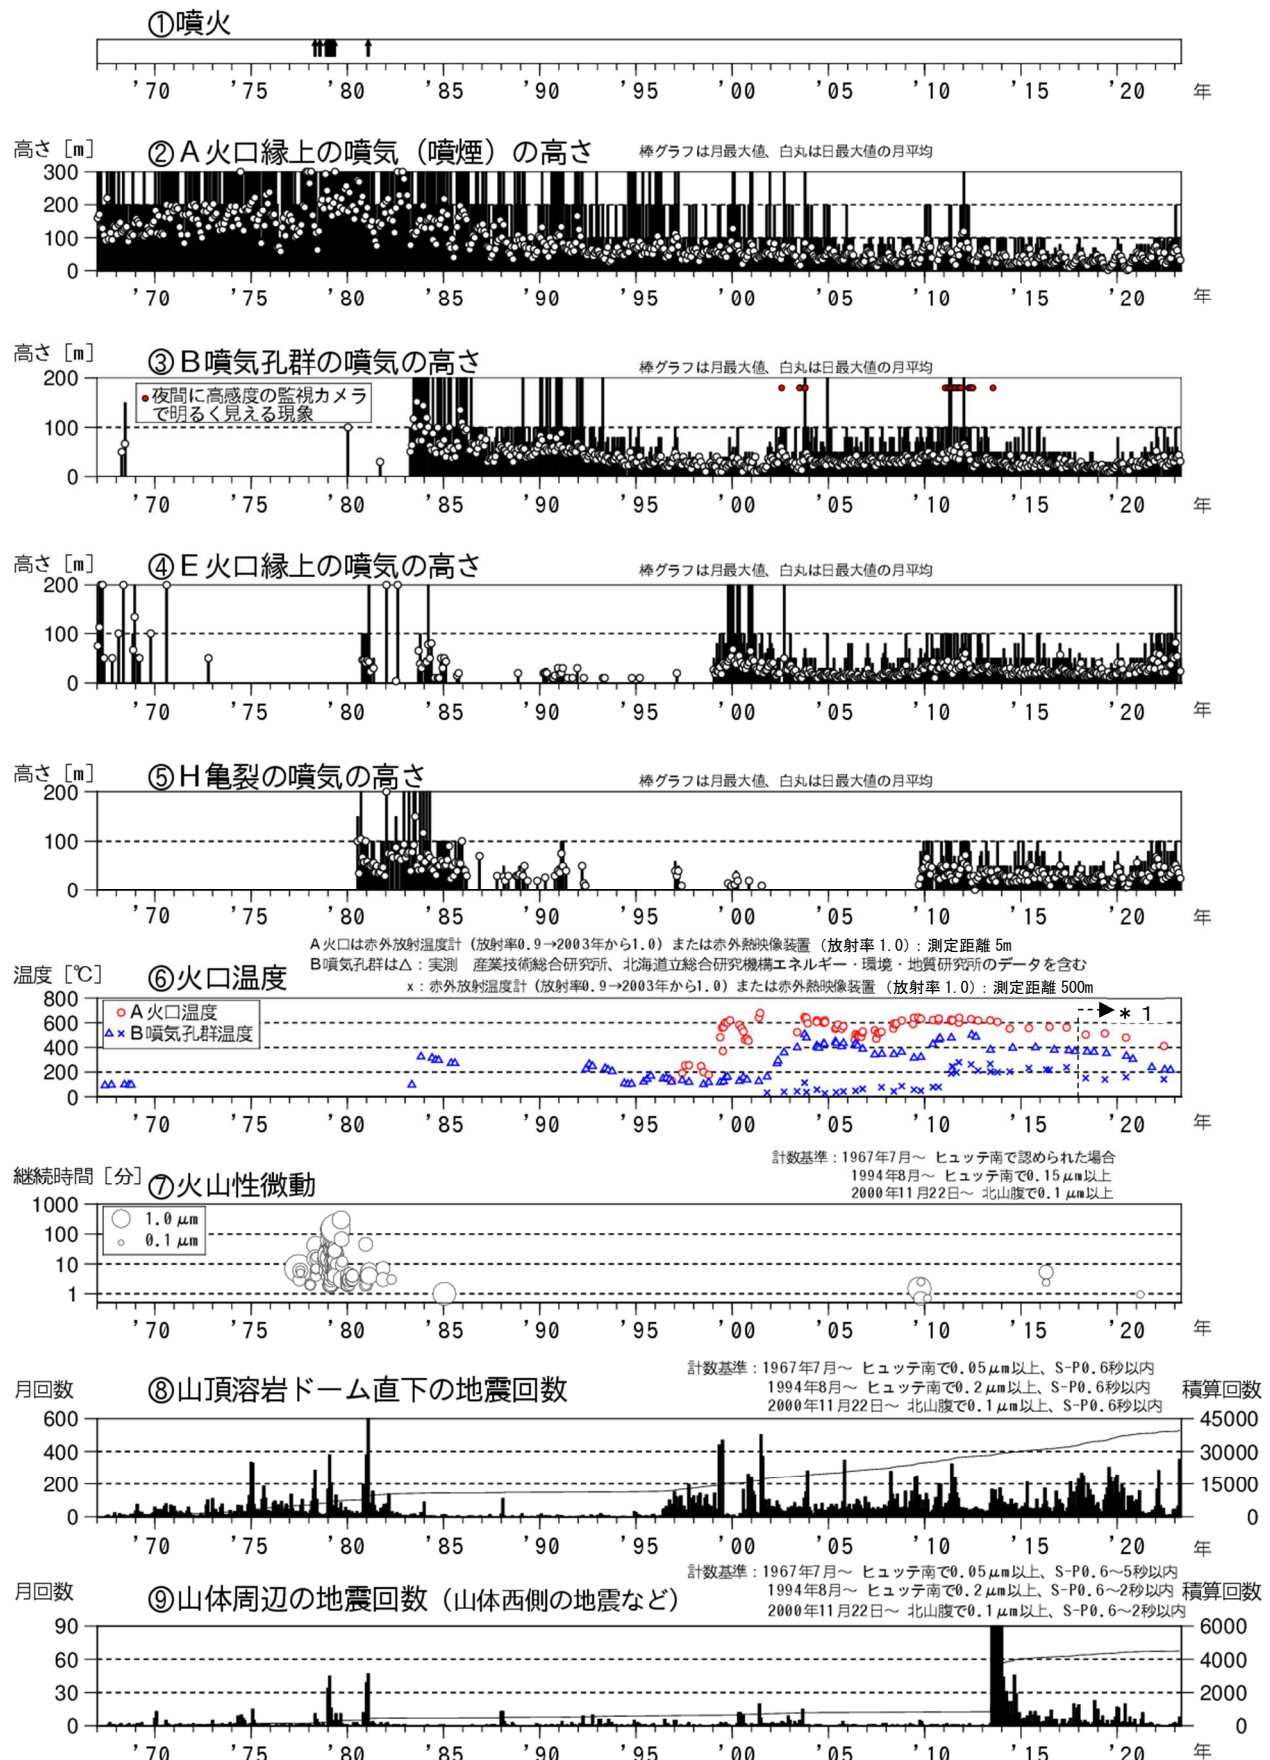 ①噴火
'70 '75 '80 '85 '90 '95 '00 '05 '10 '15 '20 年
高さ［m］ ②Ａ火口縁上の噴気（噴煙）の高さ 棒グラフは月最大値、白丸は日最大値の月平均
300
200
100
0
'70 '75 '80 '85 '90 '95 '00 '05 '10 '15 '20 年
高さ［m］ ③Ｂ噴気孔群の噴気の高さ 棒グラフは月最大値、白丸は日最大値の月平均
200
夜間に高感度の監視カメラ
で明るく見える現象
100
0
'70 '75 '80 '85 '90 '95 '00 '05 '10 '15 '20 年
高さ［m］ ④Ｅ火口縁上の噴気の高さ 棒グラフは月最大値、白丸は日最大値の月平均
200
100
0
'70 '75 '80 '85 '90 '95 '00 '05 '10 '15 '20 年
高さ［m］ ⑤Ｈ亀裂の噴気の高さ 棒グラフは月最大値、白丸は日最大値の月平均
200
100
0
'70 '75 '80 '85 '90 '95 '00 '05 '10 '15 '20 年
Ａ火口は赤外放射温度計（放射率0.9→2003年から1.0）または赤外熱映像装置（放射率1.0）：測定距離5m
Ｂ噴気孔群は△：実測　産業技術総合研究所、北海道立総合研究機構エネルギー・環境・地質研究所のデータを含む
x：赤外放射温度計（放射率0.9→2003年から1.0）または赤外熱映像装置（放射率1.0）：測定距離500m
温度［℃］ ⑥火口温度
800
○Ａ火口温度 ＊1
600
△×Ｂ噴気孔群温度
400
200
0
'70 '75 '80 '85 '90 '95 '00 '05 '10 '15 '20 年
計数基準：1967年7月～ ヒュッテ南で認められた場合
1994年8月～ ヒュッテ南で0.15μm以上
2000年11月22日～ 北山腹で0.1μm以上
継続時間［分］ ⑦火山性微動
1000
1.0μm
100
0.1μm
10
1
'70 '75 '80 '85 '90 '95 '00 '05 '10 '15 '20 年
計数基準：1967年7月～ ヒュッテ南で0.05μm以上、S-P0.6秒以内
1994年8月～ ヒュッテ南で0.2μm以上、S-P0.6秒以内
2000年11月22日～ 北山腹で0.1μm以上、S-P0.6秒以内
月回数 ⑧山頂溶岩ドーム直下の地震回数 積算回数
600 45000
400 30000
200 15000
0 0
'70 '75 '80 '85 '90 '95 '00 '05 '10 '15 '20 年
計数基準：1967年7月～ ヒュッテ南で0.05μm以上、S-P0.6～5秒以内
1994年8月～ ヒュッテ南で0.2μm以上、S-P0.6～2秒以内
2000年11月22日～ 北山腹で0.1μm以上、S-P0.6～2秒以内
月回数 ⑨山体周辺の地震回数（山体西側の地震など） 積算回数
90 6000
60 4000
30 2000
0 0
'70 '75 '80 '85 '90 '95 '00 '05 '10 '15 '20 年